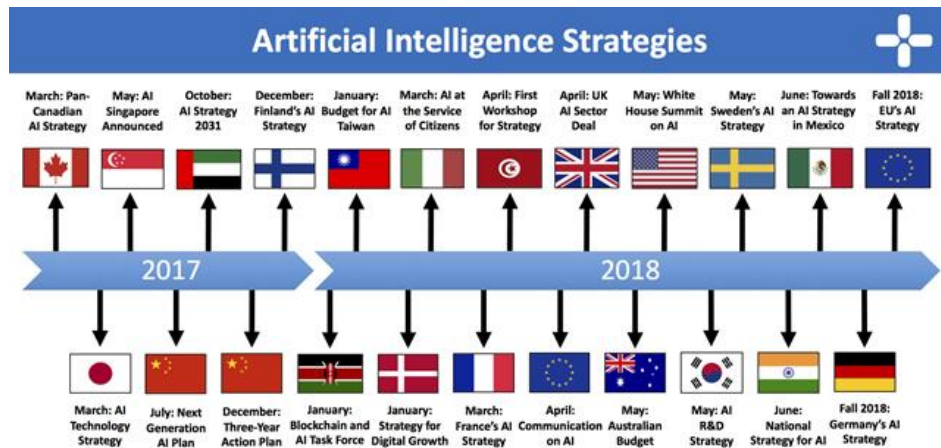 Artificial Intelligence Strategies
March: Pan-
Canadian
AI Strategy
May: AI
Singapore
Announced
October:
AI Strategy
2031
December:
Finland's AI
Strategy
January:
Budget for AI
Taiwan
March: AI at
the Service
of Citizens
April: First
Workshop
for Strategy
April: UK
AI Sector
Deal
May: White
House Summit
on AI
May:
Sweden's AI
Strategy
June: Towards
an AI Strategy
in Mexico
Fall 2018:
EU's AI
Strategy
2017
2018
March: AI
Technology
Strategy
July: Next
Generation
AI Plan
December:
Three-Year
Action Plan
January:
Blockchain and
AI Task Force
January:
Strategy for
Digital Growth
March:
France's AI
Strategy
April:
Communication
on AI
May:
Australian
Budget
May: AI
R&D
Strategy
June:
National
Strategy for AI
Fall 2018:
Germany's AI
Strategy